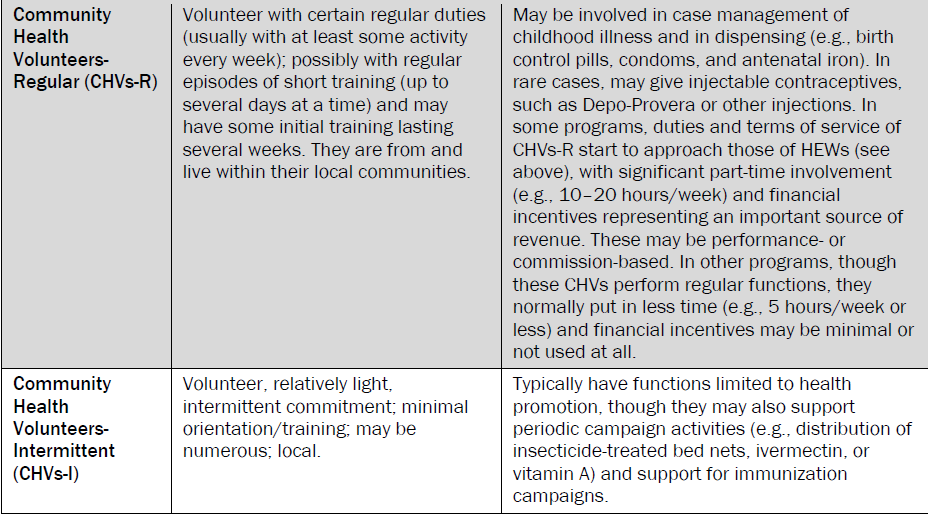 Community
Health
Volunteers-
Regular (CHVs-R)
Volunteer with certain regular duties
(usually with at least some activity
every week); possibly with regular
episodes of short training (up to
several days at a time) and may
have some initial training lasting
several weeks. They are from and
live within their local communities.
May be involved in case management of
childhood illness and in dispensing (e.g., birth
control pills, condoms, and antenatal iron). In
rare cases, may give injectable contraceptives,
such as Depo-Provera or other injections. In
some programs, duties and terms of service of
CHVs-R start to approach those of HEWs (see
above), with significant part-time involvement
(e.g., 10–20 hours/week) and financial
incentives representing an important source of
revenue. These may be performance- or
commission-based. In other programs, though
these CHVs perform regular functions, they
normally put in less time (e.g., 5 hours/week or
less) and financial incentives may be minimal or
not used at all.
Community
Health
Volunteers-
Intermittent
(CHVs-I)
Volunteer, relatively light,
intermittent commitment; minimal
orientation/training; may be
numerous; local.
Typically have functions limited to health
promotion, though they may also support
periodic campaign activities (e.g., distribution of
insecticide-treated bed nets, ivermectin, or
vitamin A) and support for immunization
campaigns.